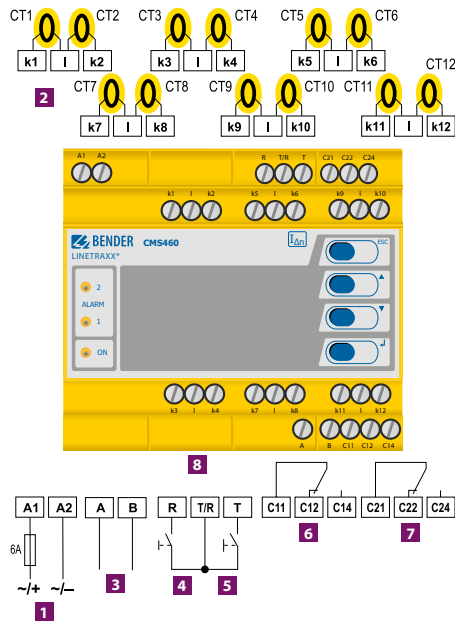 CT1 CT2 CT3 CT4 CT5 CT6
k1 l k2 k3 l k4 k5 l k6
2 CT7 CT8 CT9 CT10 CT11 CT12
k7 l k8 k9 l k10 k11 l k12
A1 A2 R T/R T C21 C22 C24
k1 l k2 k5 l k6 k9 l k10
BENDER CMS460 IΔn ESC
LINETRAXX®
2
ALARM
1
ON
k3 l k4 k7 l k8 k11 l k12
A B C11 C12 C14
8
A1 A2 A B R T/R T C11 C12 C14 C21 C22 C24
6 7
6A
3 4 5
~/+ ~/–
1